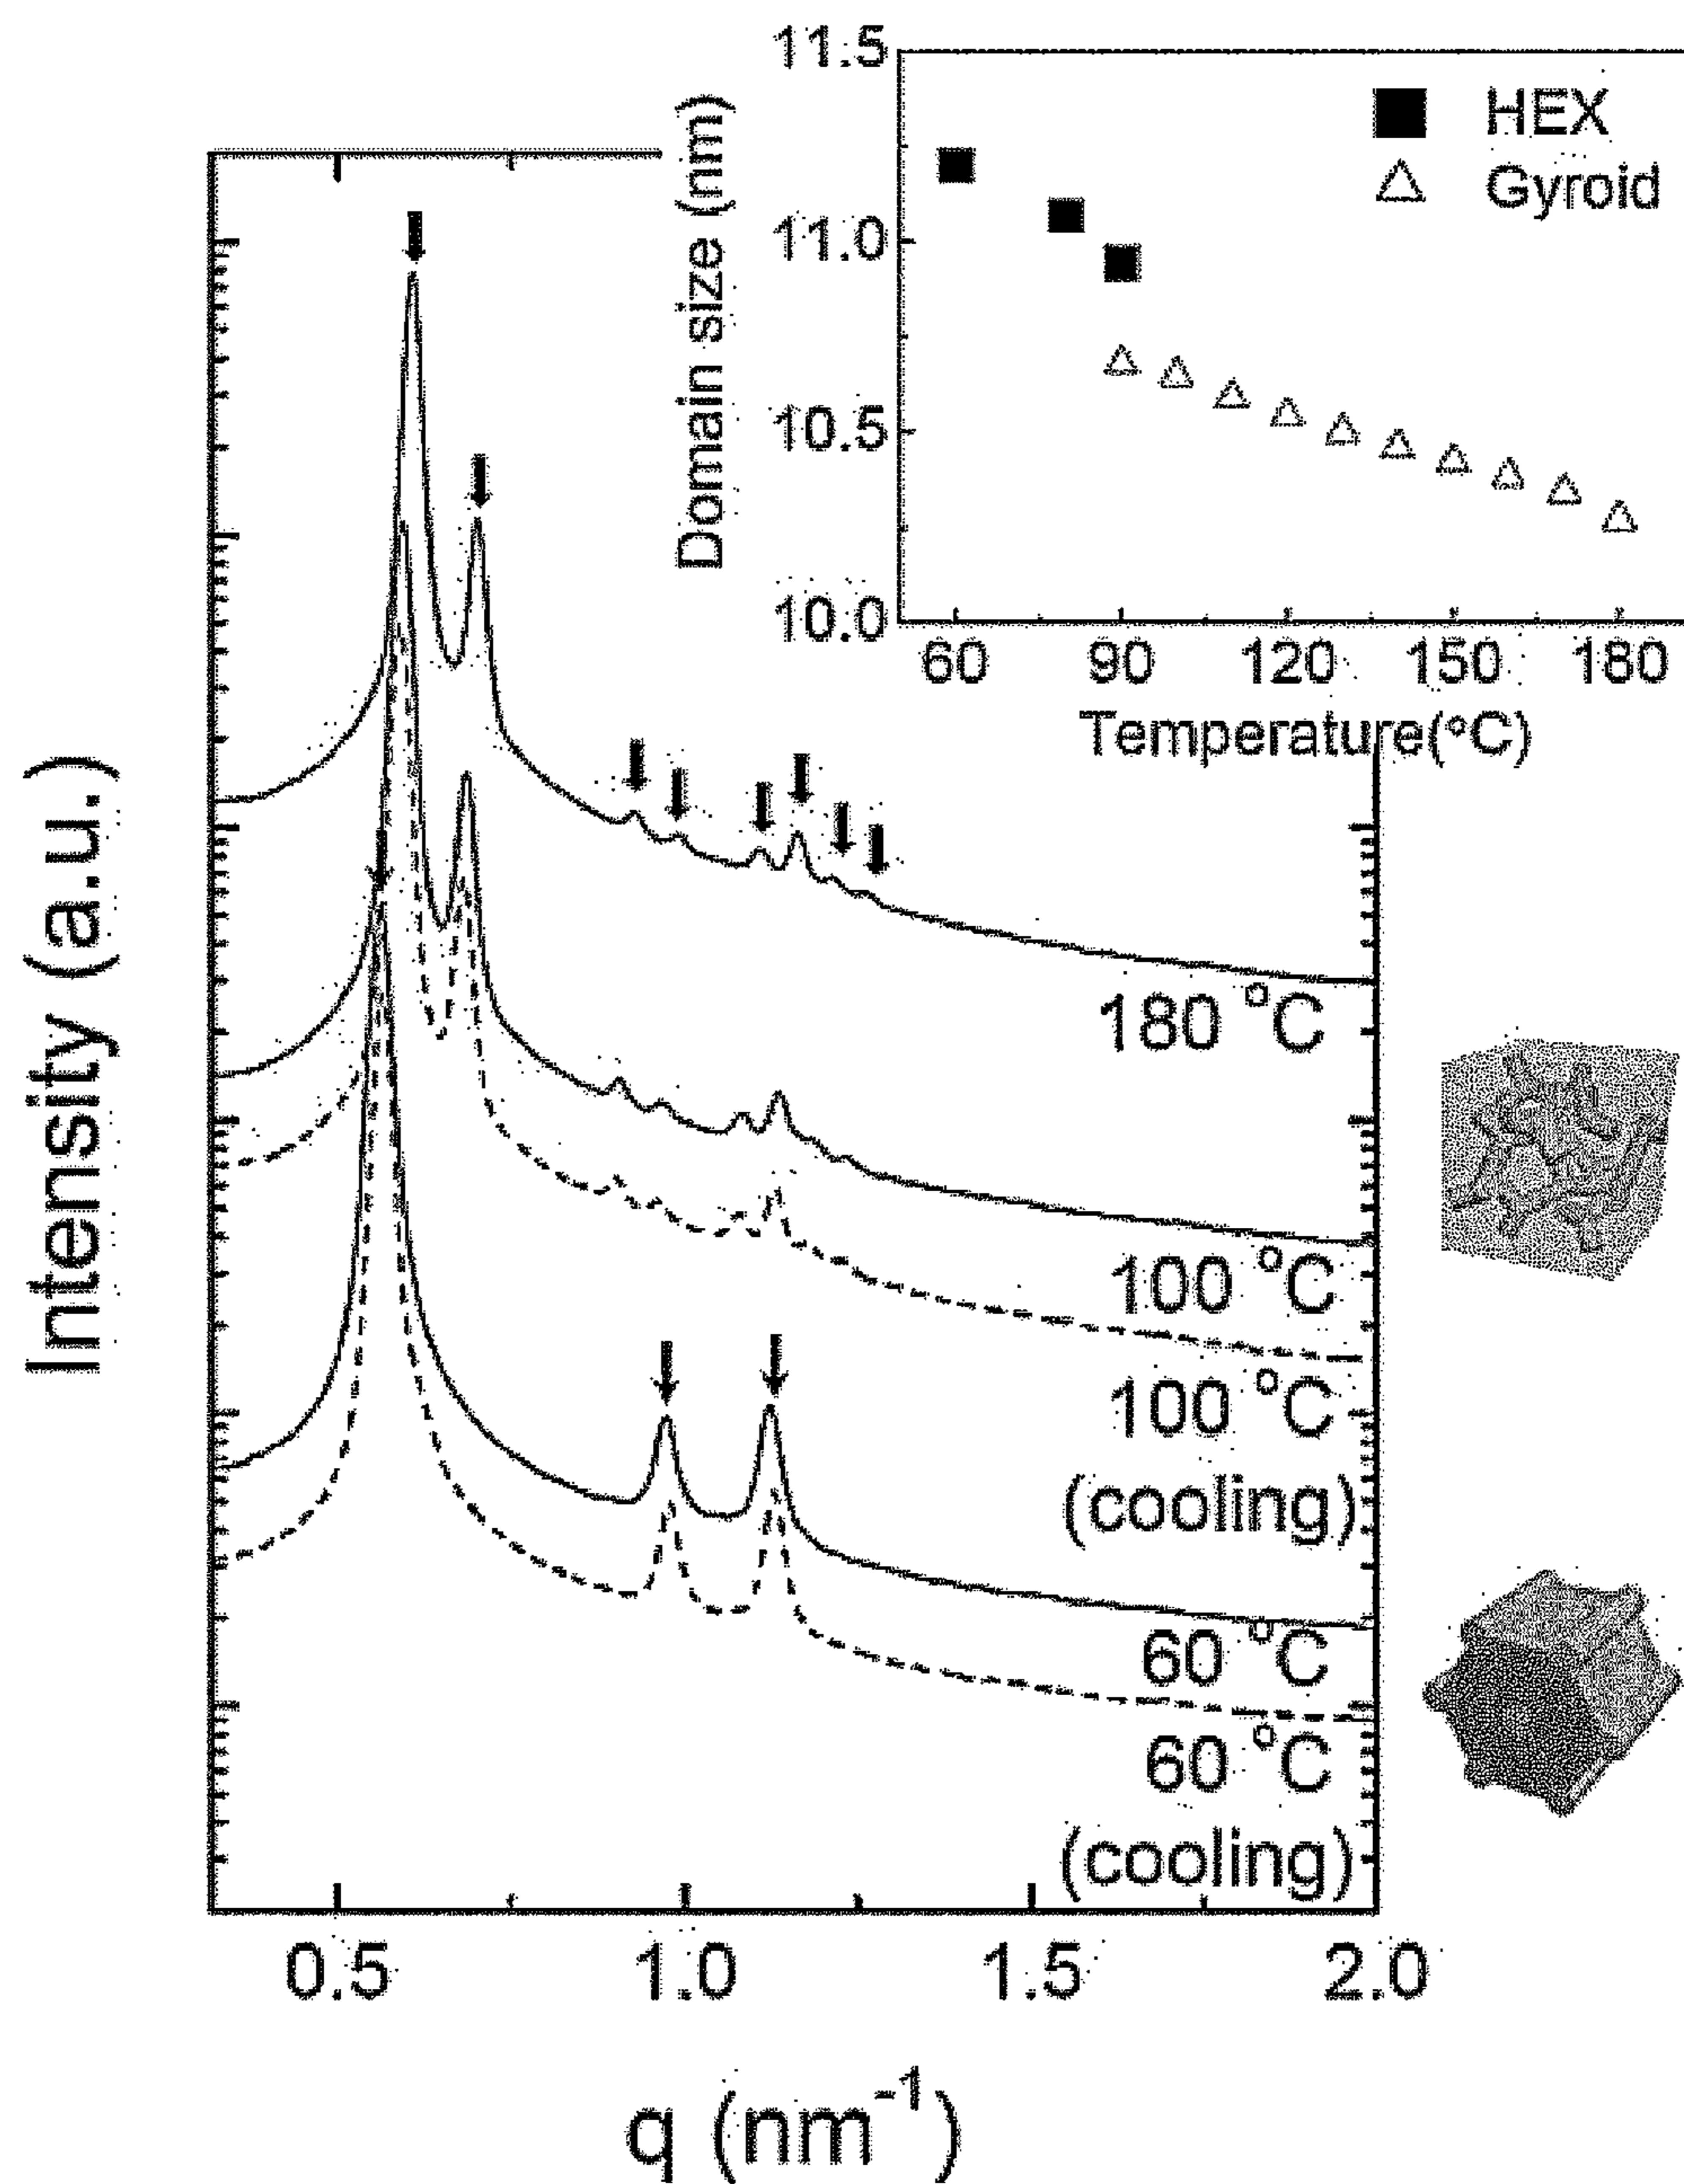 11.5
11.0
10.5
10.0
Domain size (nm)
HEX
Gyroid
60 90 120 150 180
Temperature(°C)
Intensity (a.u.)
180 °C
100 °C
100 °C
(cooling)
60 °C
60 °C
(cooling)
0.5 1.0 1.5 2.0
q (nm⁻¹)